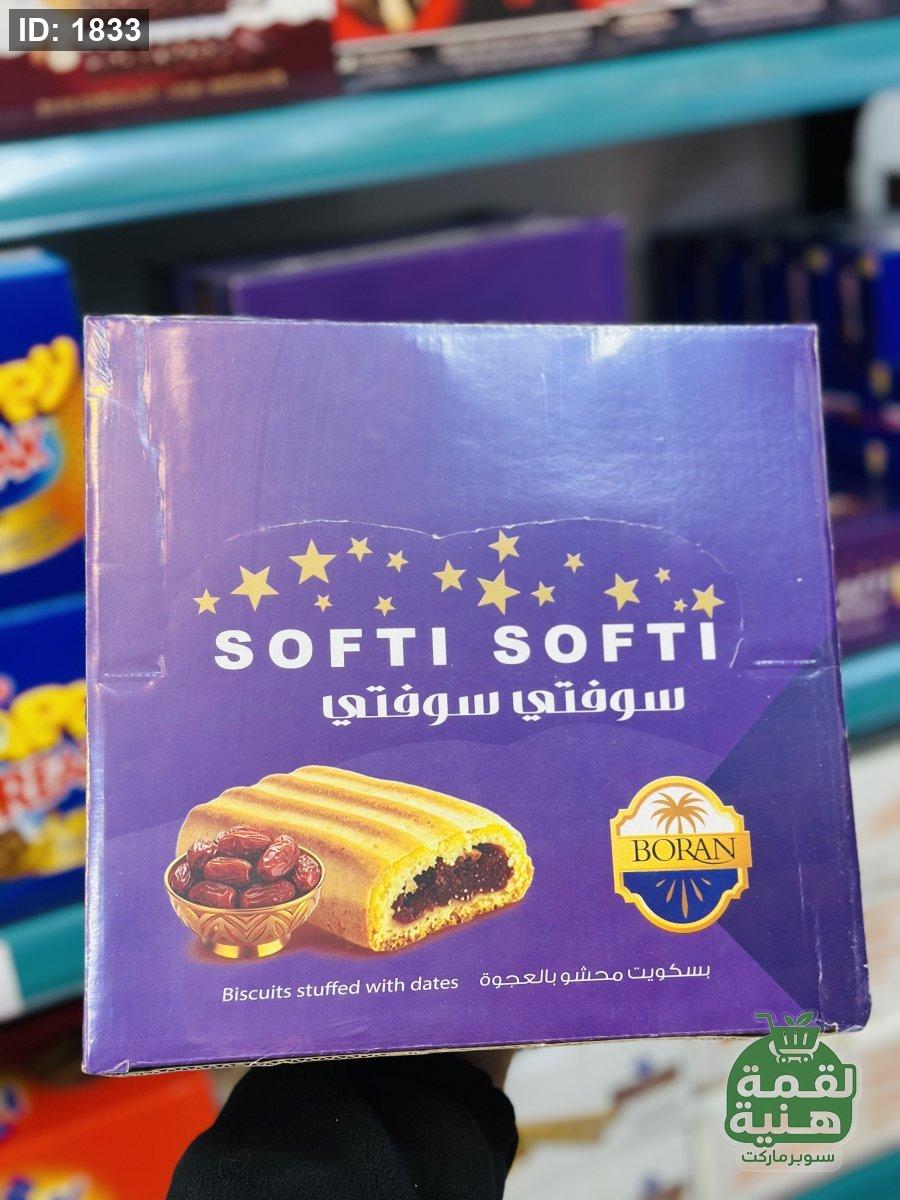 ID: 1833
SOFTI SOFTI
سوفتي سوفتي
BORAN
Biscuits stuffed with dates بسكويت محشو بالعجوة
لقمة
هنية
سوبرماركت